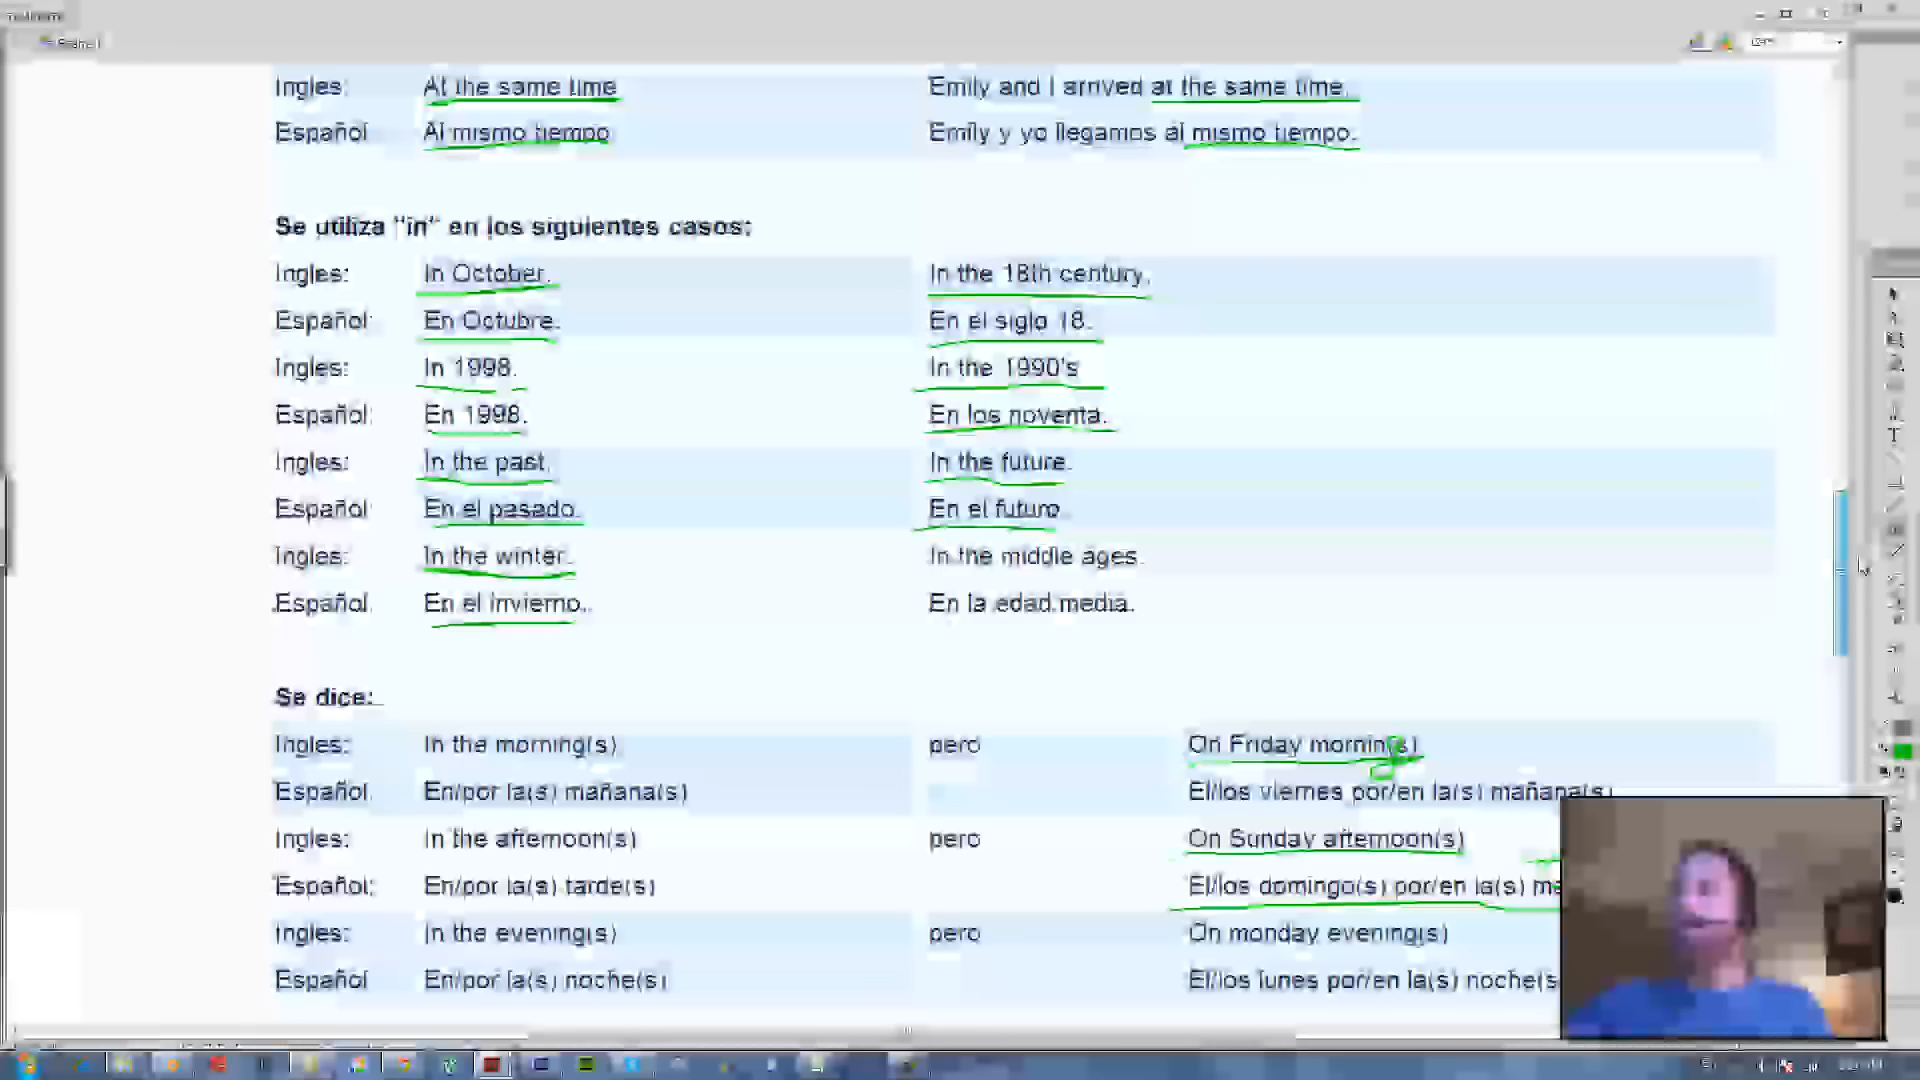 Ingles: At the same time Emily and I arrived at the same time.
Español Al mismo tiempo Emily y yo llegamos al mismo tiempo.
Se utiliza "in" en los siguientes casos:
Ingles: In October. In the 18th century.
Español: En Octubre. En el siglo 18.
Ingles: In 1998. In the 1990's
Español: En 1998. En los noventa.
Ingles: In the past. In the future.
Español En el pasado. En el futuro.
Ingles: In the winter. In the middle ages.
Español En el invierno. En la edad media.
Se dice:
Ingles: In the morning(s) pero On Friday mornin(s)
Español En/por la(s) mañana(s) El/los viernes por/en la(s) mañana(s)
Ingles: In the afternoon(s) pero On Sunday afternoon(s)
Español: En/por la(s) tarde(s) El/los domingo(s) por/en la(s)
Ingles: In the evening(s) pero On monday evening(s)
Español En/por la(s) noche(s) El/los lunes por/en la(s) noche(s